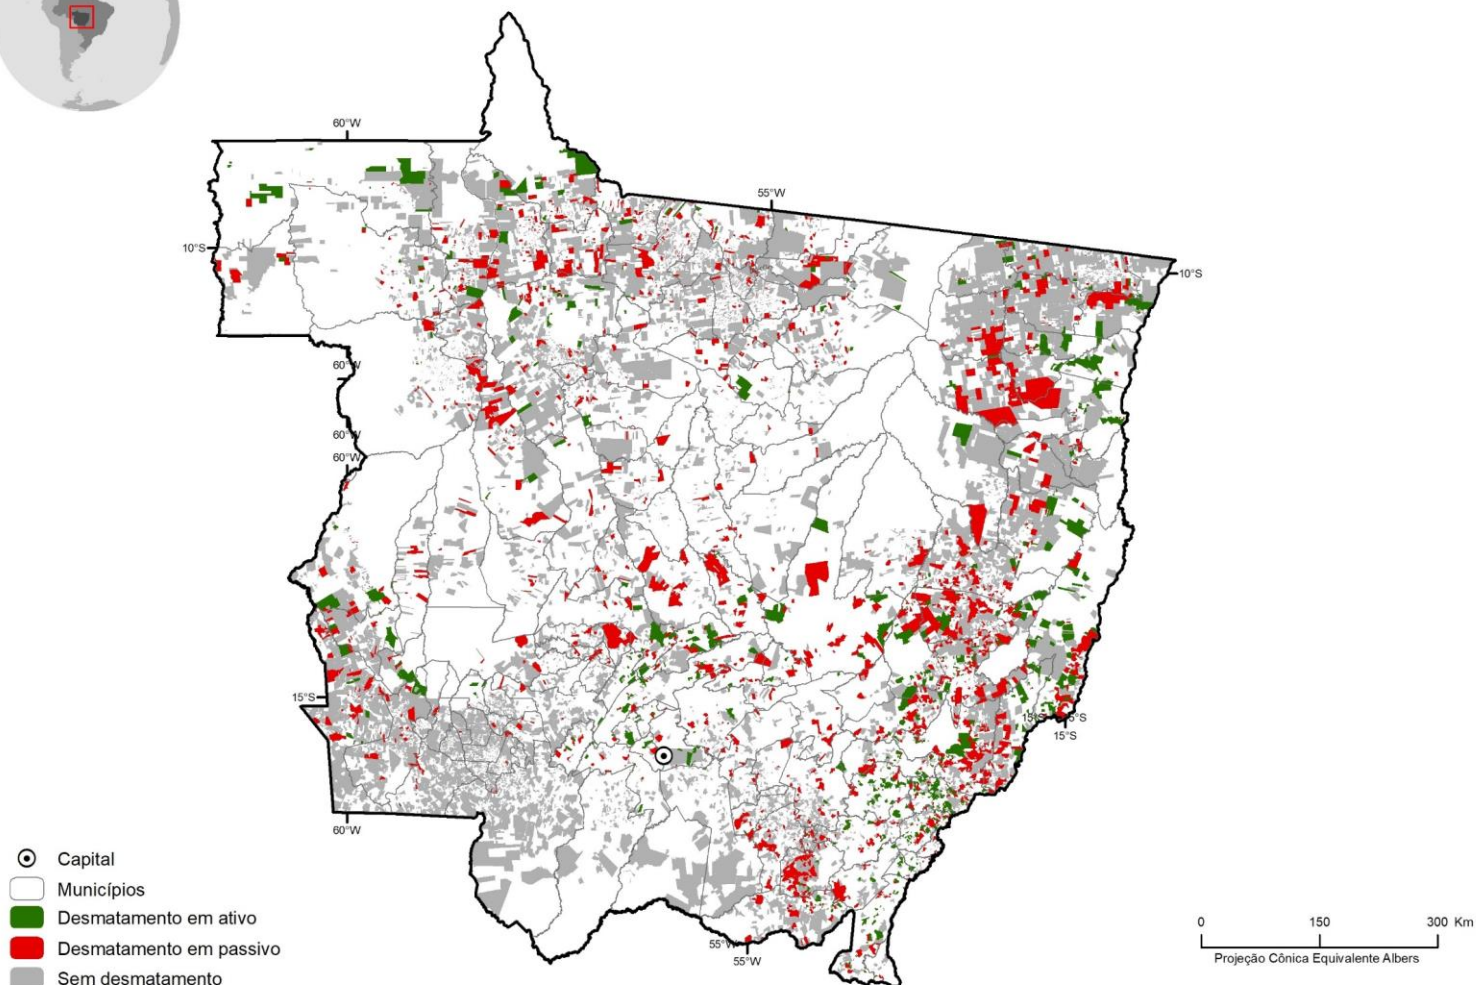 60°W
55°W
10°S
10°S
60°W
60°W
60°W
15°S
15°S
15°S
60°W
Capital
Municípios
Desmatamento em ativo
Desmatamento em passivo
Sem desmatamento
55°W
55°W
0 150 300 Km
Projeção Cônica Equivalente Albers